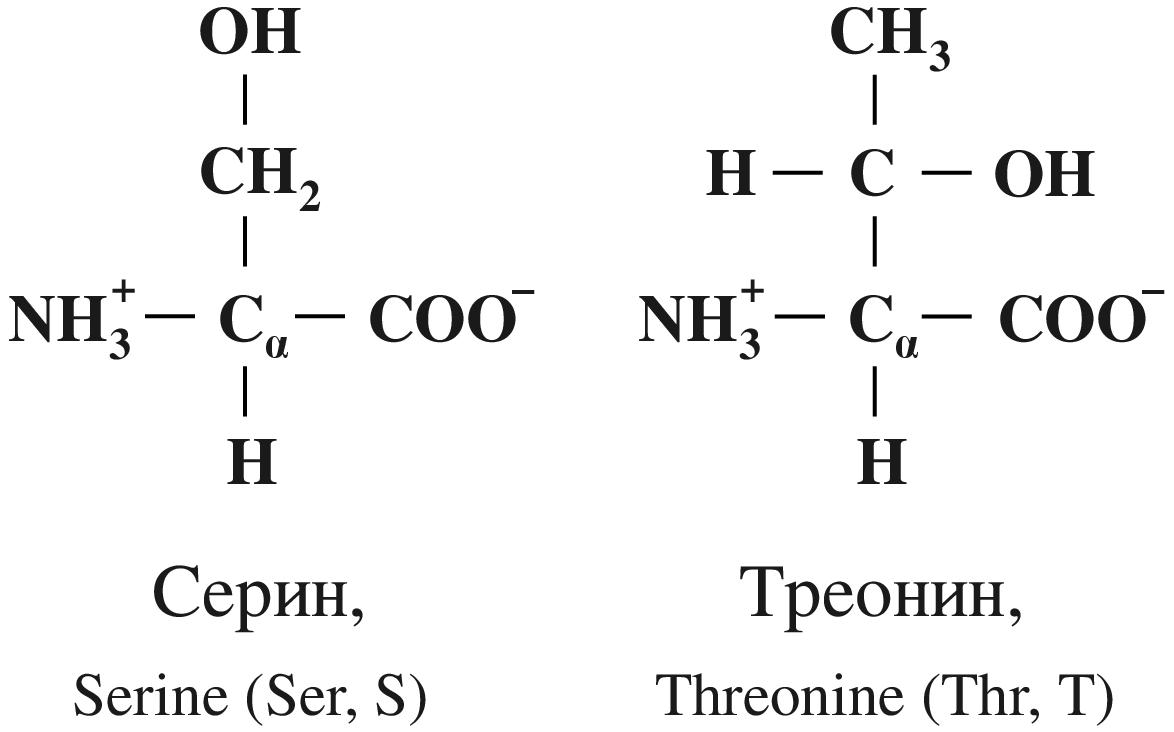 OH CH₃
CH₂ H — C — OH
NH₃⁺ — Cα — COO⁻ NH₃⁺ — Cα — COO⁻
H H
Серин, Треонин,
Serine (Ser, S) Threonine (Thr, T)